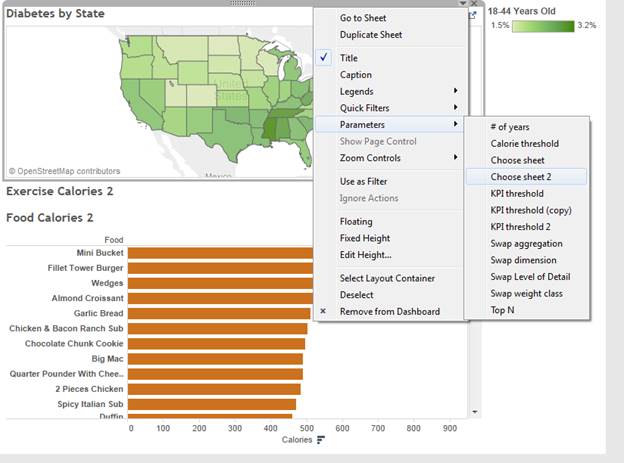 Diabetes by State
18-44 Years Old
1.5% 3.2%
United States
Mexico
© OpenStreetMap contributors
Go to Sheet
Duplicate Sheet
Title
Caption
Legends
Quick Filters
Parameters
Show Page Control
Zoom Controls
Use as Filter
Ignore Actions
Floating
Fixed Height
Edit Height...
Select Layout Container
Deselect
Remove from Dashboard
# of years
Calorie threshold
Choose sheet
Choose sheet 2
KPI threshold
KPI threshold (copy)
KPI threshold 2
Swap aggregation
Swap dimension
Swap Level of Detail
Swap weight class
Top N
Exercise Calories 2
Food Calories 2
Food
Mini Bucket
Fillet Tower Burger
Wedges
Almond Croissant
Garlic Bread
Chicken & Bacon Ranch Sub
Chocolate Chunk Cookie
Big Mac
Quarter Pounder With Chee..
2 Pieces Chicken
Spicy Italian Sub
Duffin
0 100 200 300 400 500 600 700 800 900
Calories